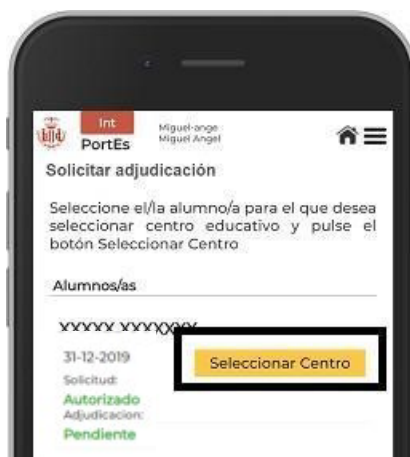 Int
PortEs
Miguel-ange
Miguel Angel
Solicitar adjudicación
Seleccione el/la alumno/a para el que desea
seleccionar centro educativo y pulse el
botón Seleccionar Centro
Alumnos/as
XXXXX XXXXXXX
31-12-2019
Seleccionar Centro
Solicitud:
Autorizado
Adjudicacion:
Pendiente